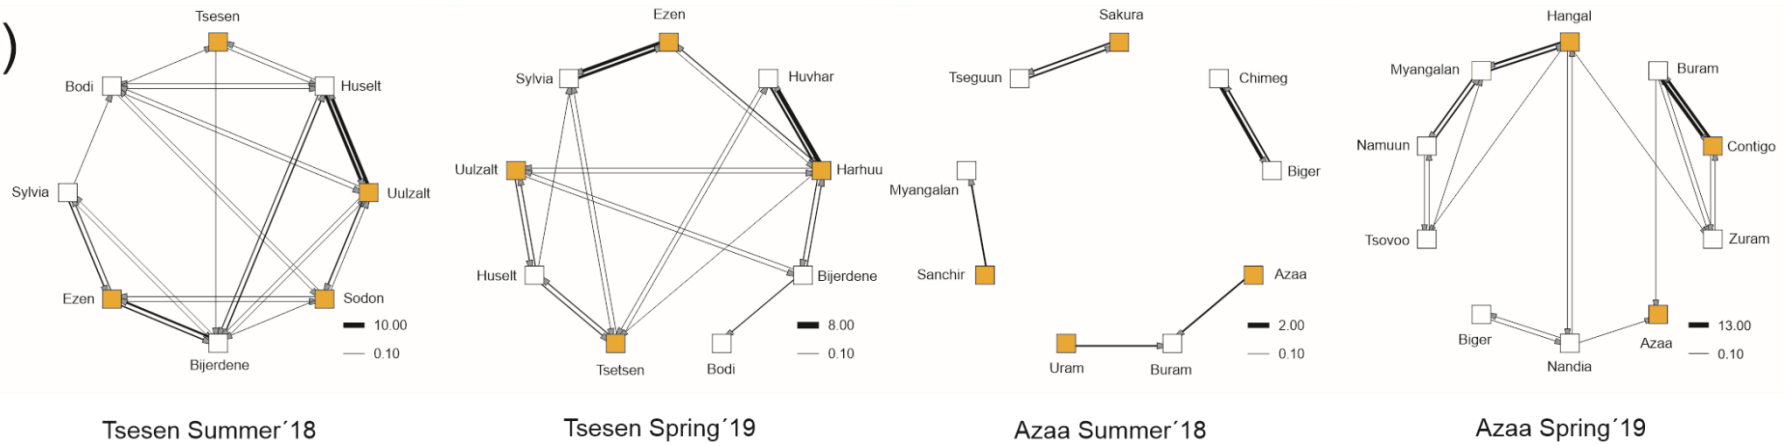 )
Tsesen
Bodi
Huselt
Sylvia
Uulzalt
Ezen
Sodon
Bijerdene
10.00
0.10
Tsesen Summer´18
Ezen
Sylvia
Huvhar
Uulzalt
Harhuu
Huselt
Bijerdene
Tsetsen
Bodi
8.00
0.10
Tsesen Spring´19
Sakura
Tseguun
Chimeg
Myangalan
Biger
Sanchir
Azaa
Uram
Buram
2.00
0.10
Azaa Summer´18
Hangal
Myangalan
Buram
Namuun
Contigo
Tsovoo
Zuram
Biger
Nandia
Azaa
13.00
0.10
Azaa Spring´19